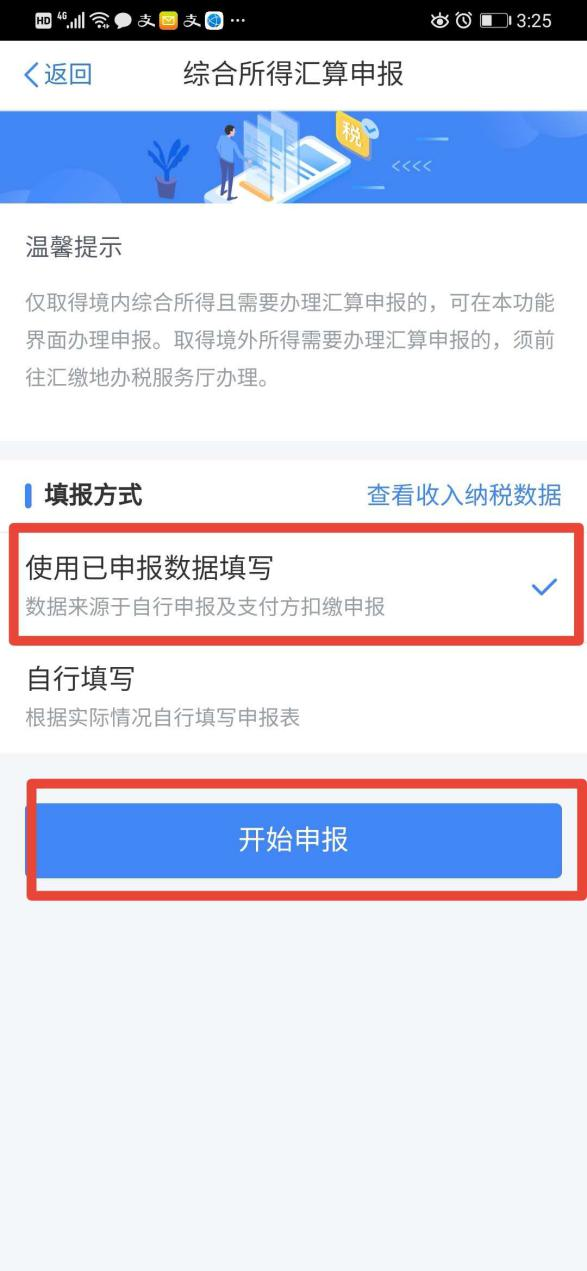 HD 4G 支 支 ··· 3:25
返回 综合所得汇算申报
税
<<<<
温馨提示
仅取得境内综合所得且需要办理汇算申报的，可在本功能
界面办理申报。取得境外所得需要办理汇算申报的，须前
往汇缴地办税服务厅办理。
填报方式 查看收入纳税数据
使用已申报数据填写
数据来源于自行申报及支付方扣缴申报
自行填写
根据实际情况自行填写申报表
开始申报